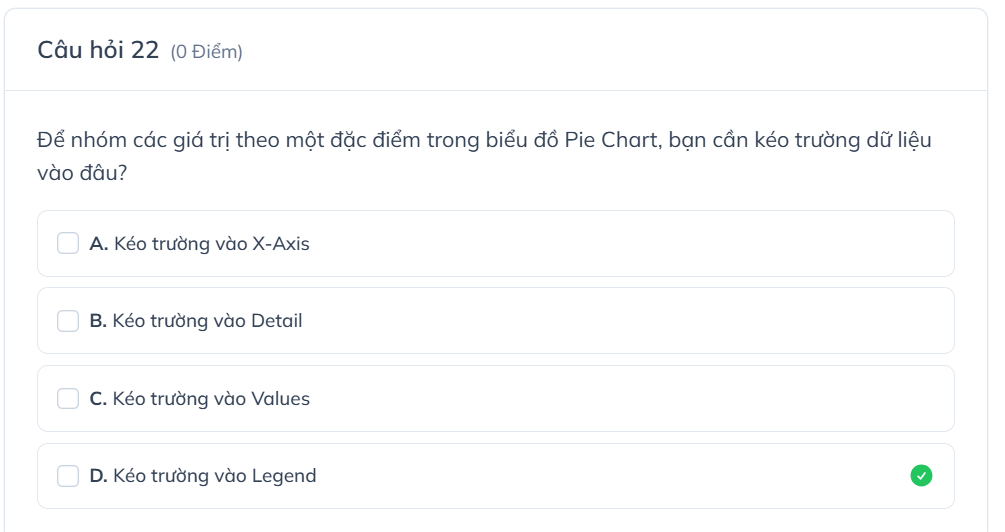 Câu hỏi 22 (0 Điểm)
Để nhóm các giá trị theo một đặc điểm trong biểu đồ Pie Chart, bạn cần kéo trường dữ liệu
vào đâu?
A. Kéo trường vào X-Axis
B. Kéo trường vào Detail
C. Kéo trường vào Values
D. Kéo trường vào Legend